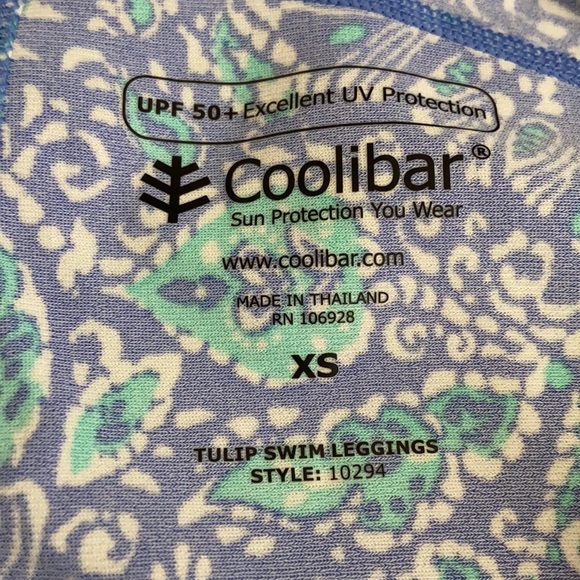 UPF 50+ Excellent UV Protection
Coolibar®
Sun Protection You Wear
www.coolibar.com
MADE IN THAILAND
RN 106928
XS
TULIP SWIM LEGGINGS
STYLE: 10294